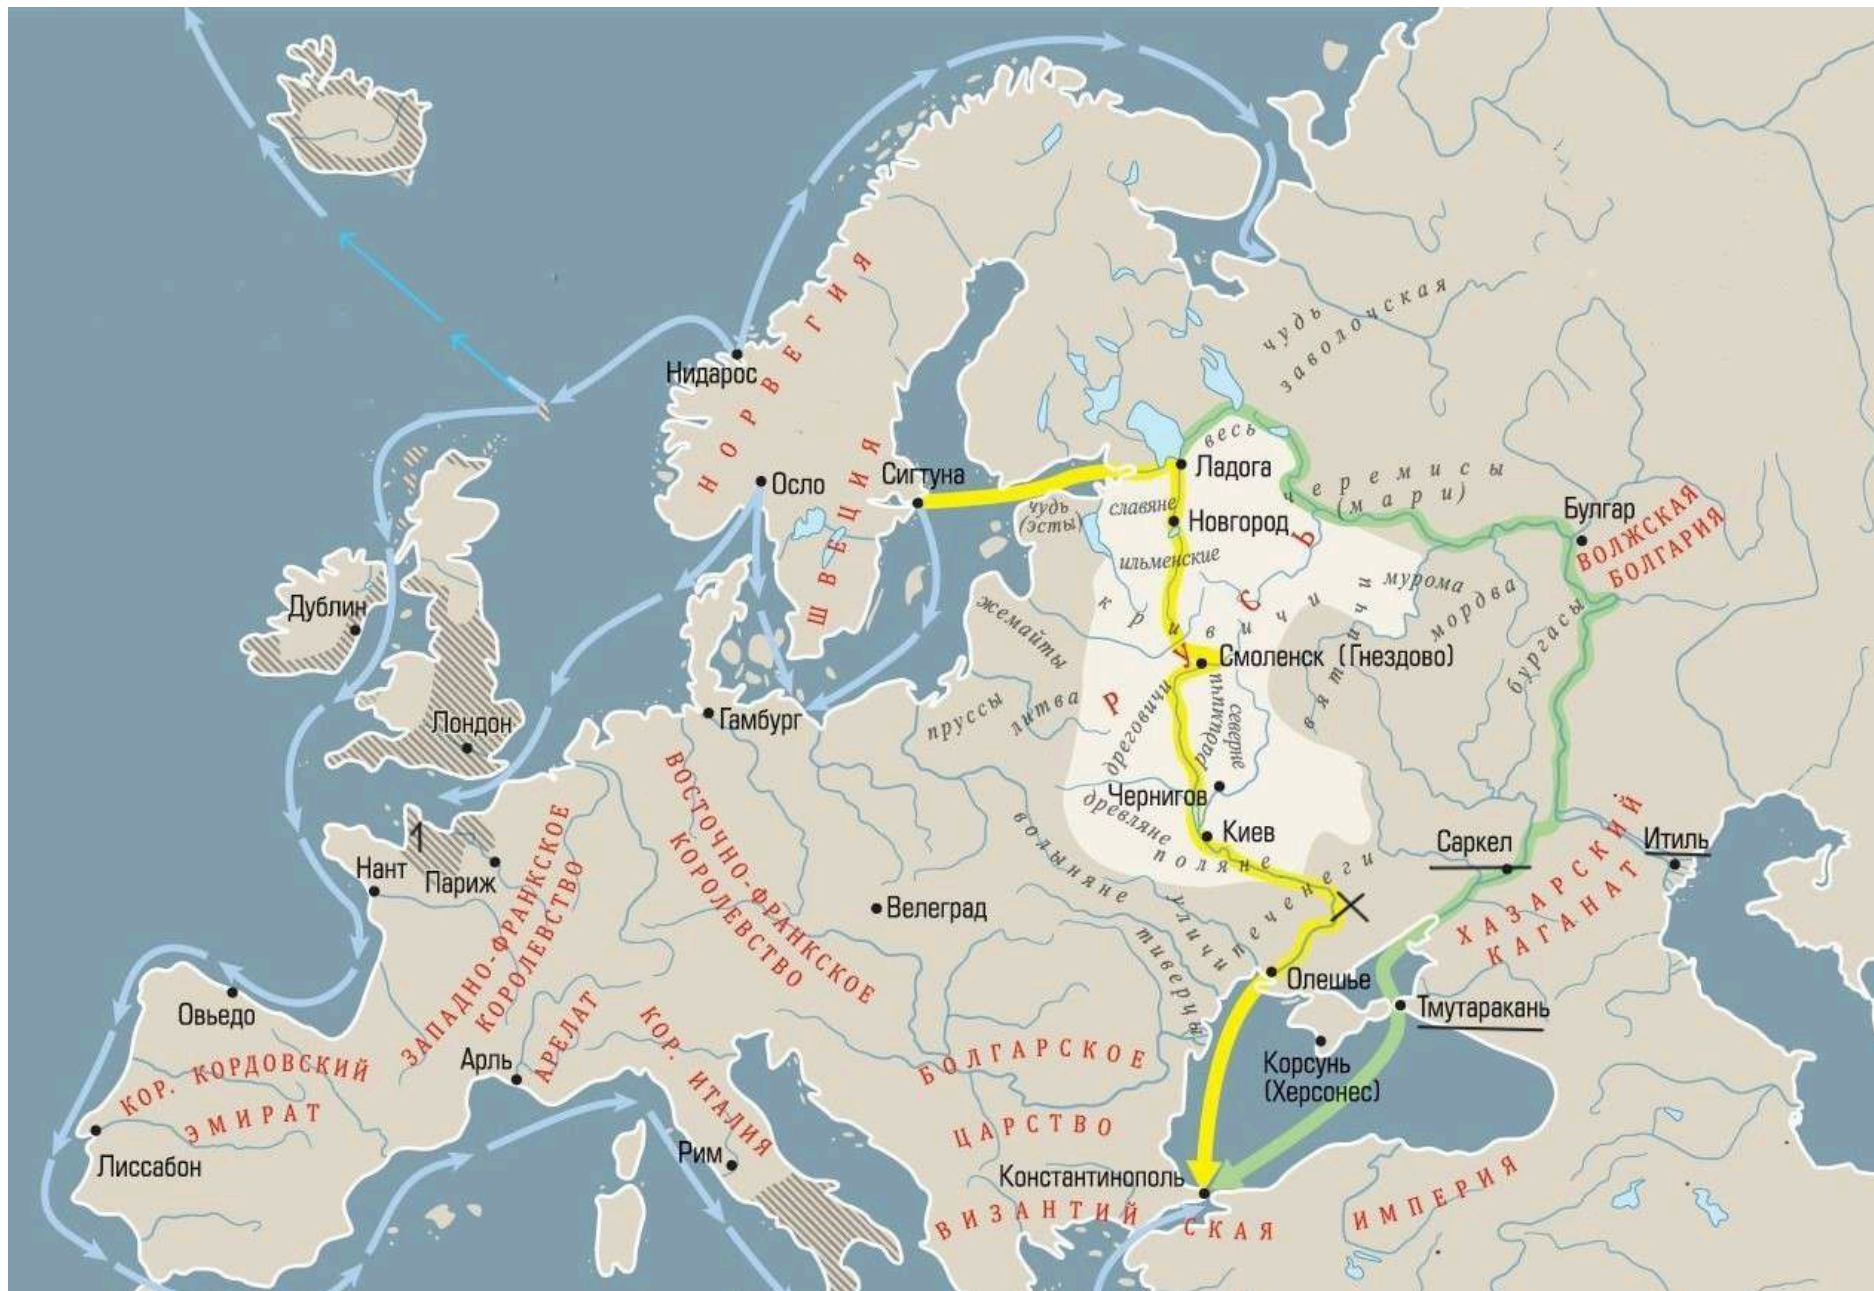 Нидарос
НОРВЕГИЯ
чудь
заволочская
Осло
ШВЕЦИЯ
Сигтуна
весь
Ладога
чудь
(эсты)
славяне
Новгород
ильменские
черемисы
(мари)
Булгар
ВОЛЖСКАЯ
БОЛГАРИЯ
Дублин
Лондон
Гамбург
жемайты
литва
пруссы
кривичи
РУСЬ
Смоленск (Гнездово)
мурома
мордва
вятичи
буртасы
дреговичи
радимичи
северяне
Чернигов
древляне
Киев
поляне
волыняне
уличи
тиверцы
печенеги
Саркел
Итиль
ХАЗАРСКИЙ
КАГАНАТ
1
Нант
Париж
ЗАПАДНО-ФРАНКСКОЕ
КОРОЛЕВСТВО
ВОСТОЧНО-ФРАНКСКОЕ
КОРОЛЕВСТВО
Велеград
Олешье
Тмутаракань
Корсунь
(Херсонес)
Овьедо
КОР. КОРДОВСКИЙ
ЭМИРАТ
Лиссабон
Арль
АРЕЛАТ
КОР. ИТАЛИЯ
Рим
БОЛГАРСКОЕ
ЦАРСТВО
Константинополь
ВИЗАНТИЙСКАЯ ИМПЕРИЯ